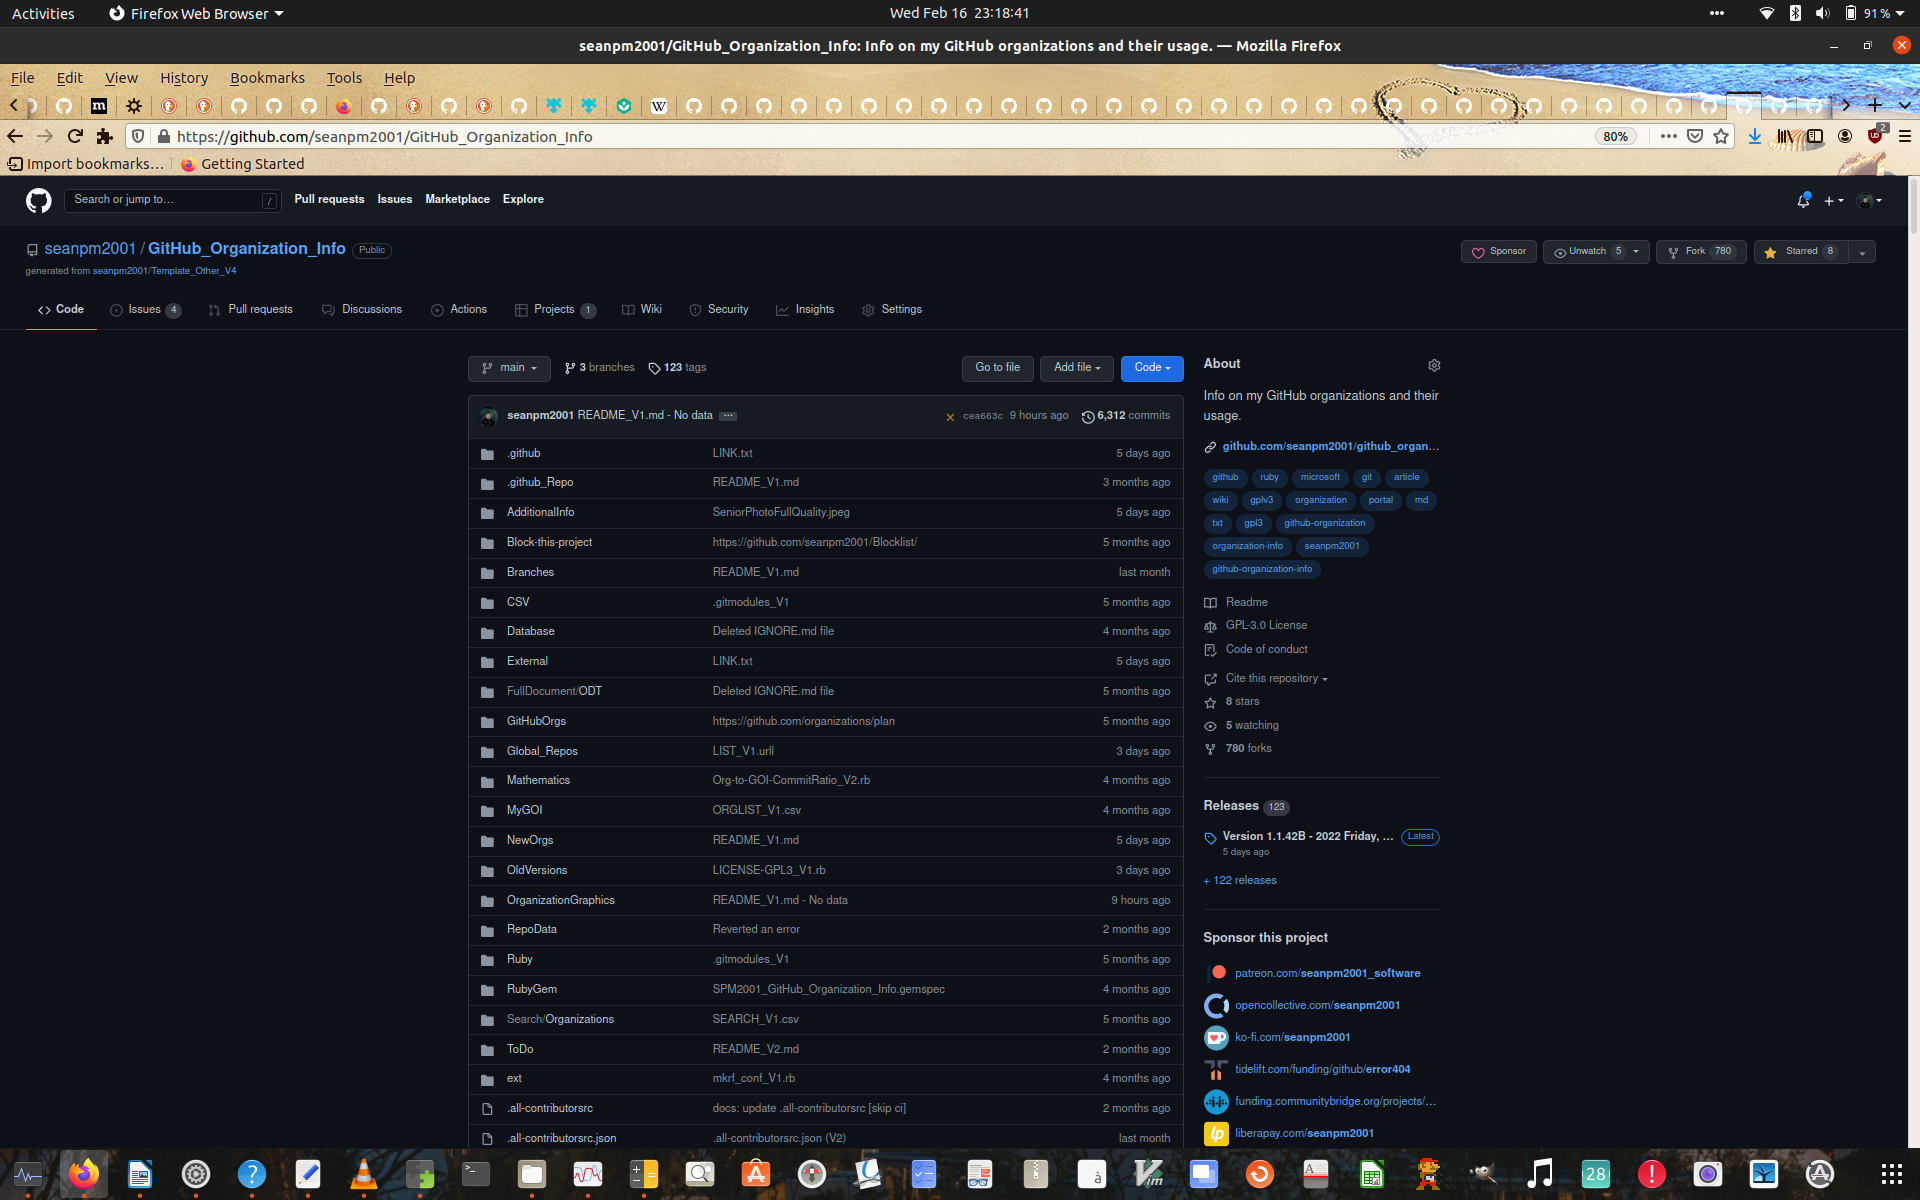 Activities Firefox Web Browser Wed Feb 16 23:18:41 91%
seanpm2001/GitHub_Organization_Info: Info on my GitHub organizations and their usage. — Mozilla Firefox
File Edit View History Bookmarks Tools Help
https://github.com/seanpm2001/GitHub_Organization_Info 80% 2
Import bookmarks… Getting Started
Search or jump to… / Pull requests Issues Marketplace Explore
seanpm2001 / GitHub_Organization_Info Public Sponsor Unwatch 5 Fork 780 Starred 8
generated from seanpm2001/Template_Other_V4
Code Issues 4 Pull requests Discussions Actions Projects 1 Wiki Security Insights Settings
main 3 branches 123 tags Go to file Add file Code
seanpm2001 README_V1.md - No data ... cea663c 9 hours ago 6,312 commits
.github LINK.txt 5 days ago
.github_Repo README_V1.md 3 months ago
AdditionalInfo SeniorPhotoFullQuality.jpeg 5 days ago
Block-this-project https://github.com/seanpm2001/Blocklist/ 5 months ago
Branches README_V1.md last month
CSV .gitmodules_V1 5 months ago
Database Deleted IGNORE.md file 4 months ago
External LINK.txt 5 days ago
FullDocument/ODT Deleted IGNORE.md file 5 months ago
GitHubOrgs https://github.com/organizations/plan 5 months ago
Global_Repos LIST_V1.urll 3 days ago
Mathematics Org-to-GOI-CommitRatio_V2.rb 4 months ago
MyGOI ORGLIST_V1.csv 4 months ago
NewOrgs README_V1.md 5 days ago
OldVersions LICENSE-GPL3_V1.rb 3 days ago
OrganizationGraphics README_V1.md - No data 9 hours ago
RepoData Reverted an error 2 months ago
Ruby .gitmodules_V1 5 months ago
RubyGem SPM2001_GitHub_Organization_Info.gemspec 4 months ago
Search/Organizations SEARCH_V1.csv 5 months ago
ToDo README_V2.md 2 months ago
ext mkrf_conf_V1.rb 4 months ago
.all-contributorsrc docs: update .all-contributorsrc [skip ci] 2 months ago
.all-contributorsrc.json .all-contributorsrc.json (V2) last month
About
Info on my GitHub organizations and their
usage.
github.com/seanpm2001/github_organ…
github ruby microsoft git article
wiki gplv3 organization portal md
txt gpl3 github-organization
organization-info seanpm2001
github-organization-info
Readme
GPL-3.0 License
Code of conduct
Cite this repository
8 stars
5 watching
780 forks
Releases 123
Version 1.1.42B - 2022 Friday, … Latest
5 days ago
+ 122 releases
Sponsor this project
patreon.com/seanpm2001_software
opencollective.com/seanpm2001
ko-fi.com/seanpm2001
tidelift.com/funding/github/error404
funding.communitybridge.org/projects/…
liberapay.com/seanpm2001
28